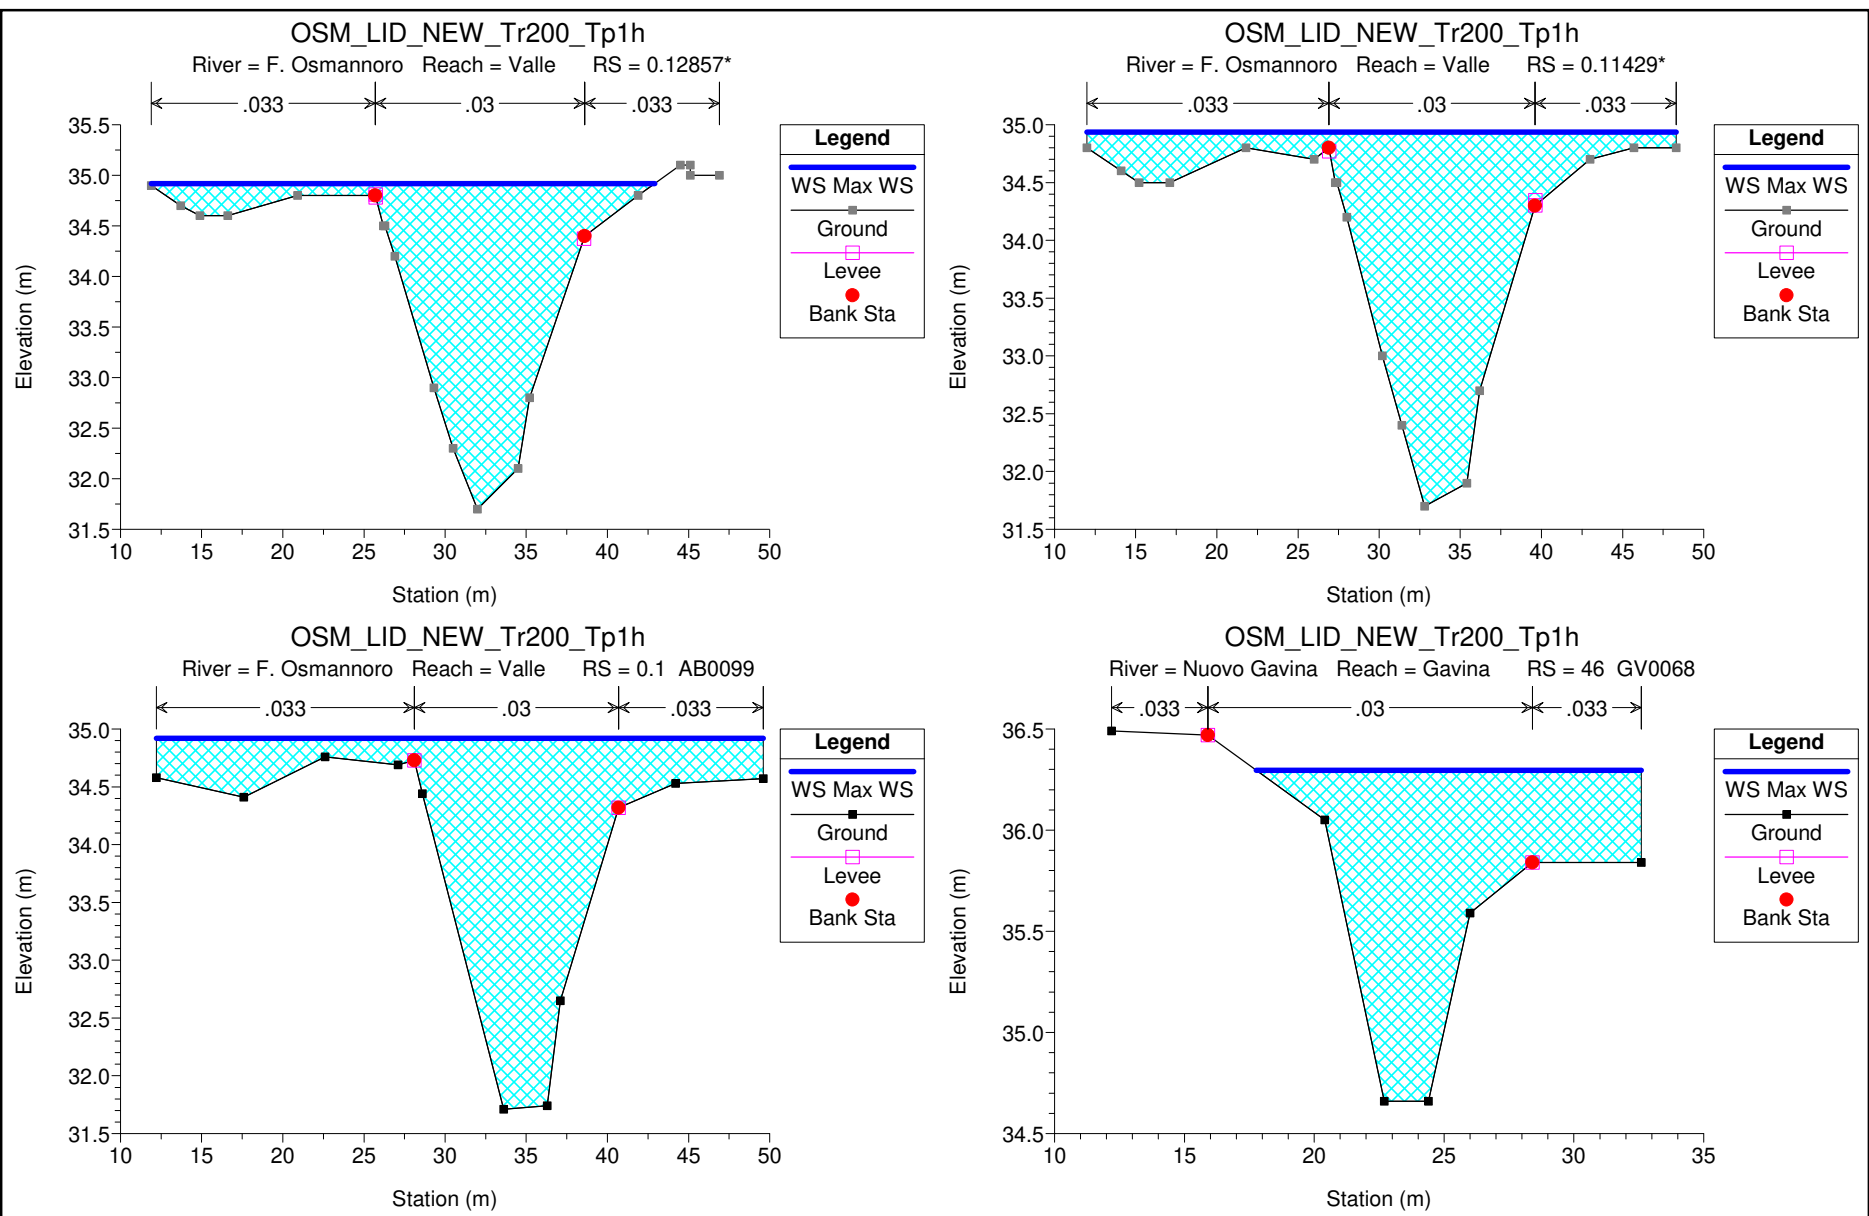 OSM_LID_NEW_Tr200_Tp1h
River = F. Osmannoro   Reach = Valle   RS = 0.12857*
.033   .03   .033
35.5
35.0
34.5
34.0
33.5
33.0
32.5
32.0
31.5
10 15 20 25 30 35 40 45 50
Station (m)
Elevation (m)
Legend
WS Max WS
Ground
Levee
Bank Sta
OSM_LID_NEW_Tr200_Tp1h
River = F. Osmannoro   Reach = Valle   RS = 0.11429*
.033   .03   .033
35.0
34.5
34.0
33.5
33.0
32.5
32.0
31.5
10 15 20 25 30 35 40 45 50
Station (m)
Elevation (m)
Legend
WS Max WS
Ground
Levee
Bank Sta
OSM_LID_NEW_Tr200_Tp1h
River = F. Osmannoro   Reach = Valle   RS = 0.1  AB0099
.033   .03   .033
35.0
34.5
34.0
33.5
33.0
32.5
32.0
31.5
10 15 20 25 30 35 40 45 50
Station (m)
Elevation (m)
Legend
WS Max WS
Ground
Levee
Bank Sta
OSM_LID_NEW_Tr200_Tp1h
River = Nuovo Gavina   Reach = Gavina   RS = 46  GV0068
.033   .03   .033
36.5
36.0
35.5
35.0
34.5
10 15 20 25 30 35
Station (m)
Elevation (m)
Legend
WS Max WS
Ground
Levee
Bank Sta